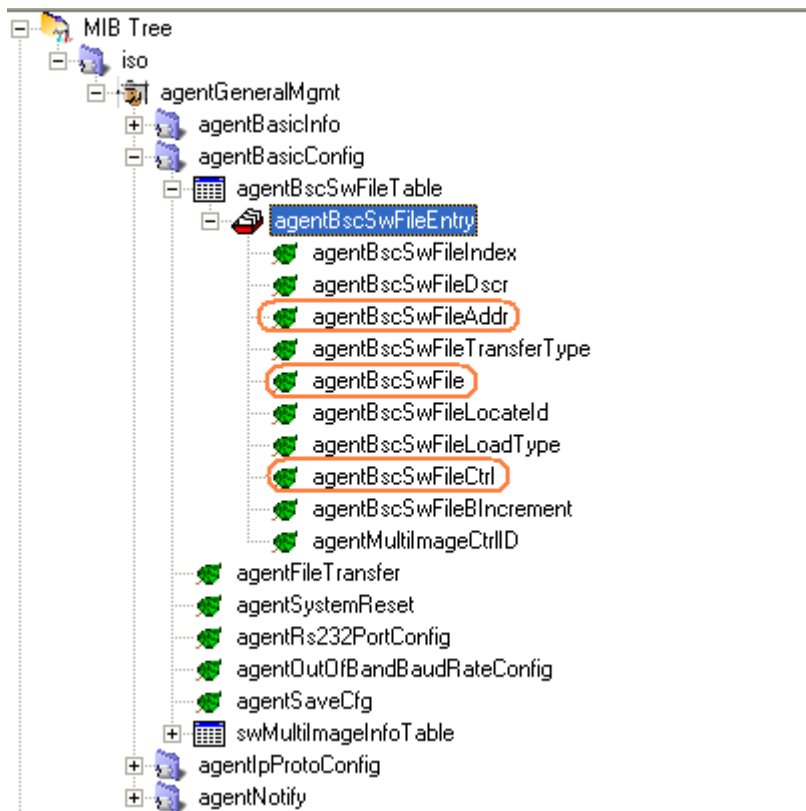 MIB Tree
iso
agentGeneralMgmt
agentBasicInfo
agentBasicConfig
agentBscSwFileTable
agentBscSwFileEntry
agentBscSwFileIndex
agentBscSwFileDscr
agentBscSwFileAddr
agentBscSwFileTransferType
agentBscSwFile
agentBscSwFileLocateId
agentBscSwFileLoadType
agentBscSwFileCtrl
agentBscSwFileBIncrement
agentMultiImageCtrlID
agentFileTransfer
agentSystemReset
agentRs232PortConfig
agentOutOfBandBaudRateConfig
agentSaveCfg
swMultiImageInfoTable
agentIpProtoConfig
agentNotify